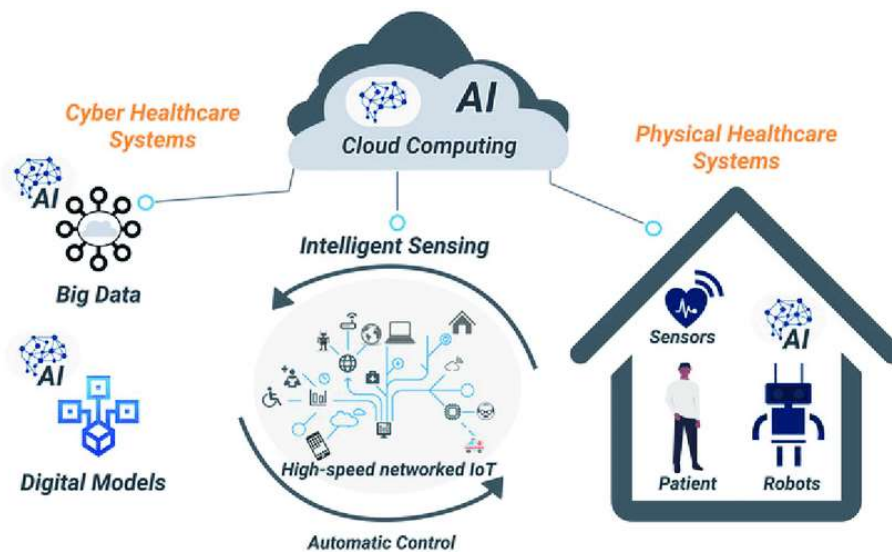 AI
Cloud Computing
Cyber Healthcare
Systems
Physical Healthcare
Systems
AI
Big Data
Intelligent Sensing
Sensors
AI
AI
Digital Models
High-speed networked IoT
Patient
Robots
Automatic Control